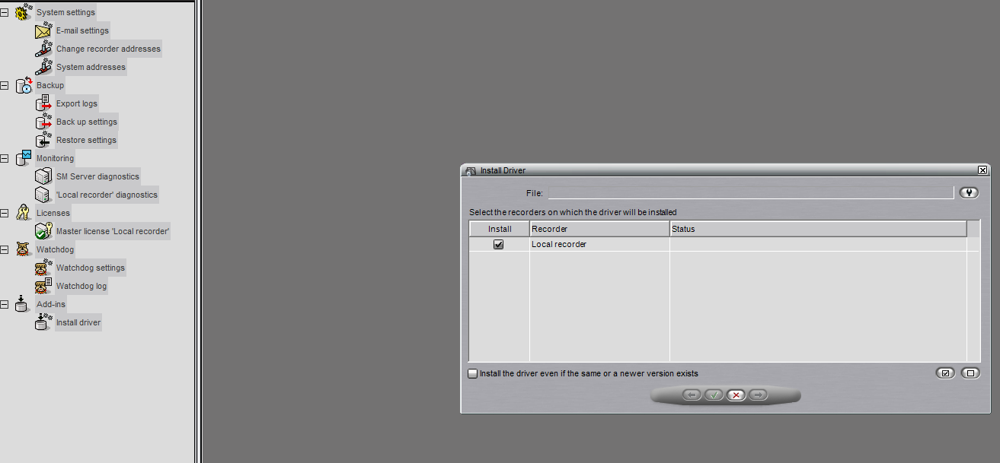 System settings
E-mail settings
Change recorder addresses
System addresses
Backup
Export logs
Back up settings
Restore settings
Monitoring
SM Server diagnostics
'Local recorder' diagnostics
Licenses
Master license 'Local recorder'
Watchdog
Watchdog settings
Watchdog log
Add-ins
Install driver
Install Driver
File:
Select the recorders on which the driver will be installed
Install Recorder Status
Local recorder
Install the driver even if the same or a newer version exists